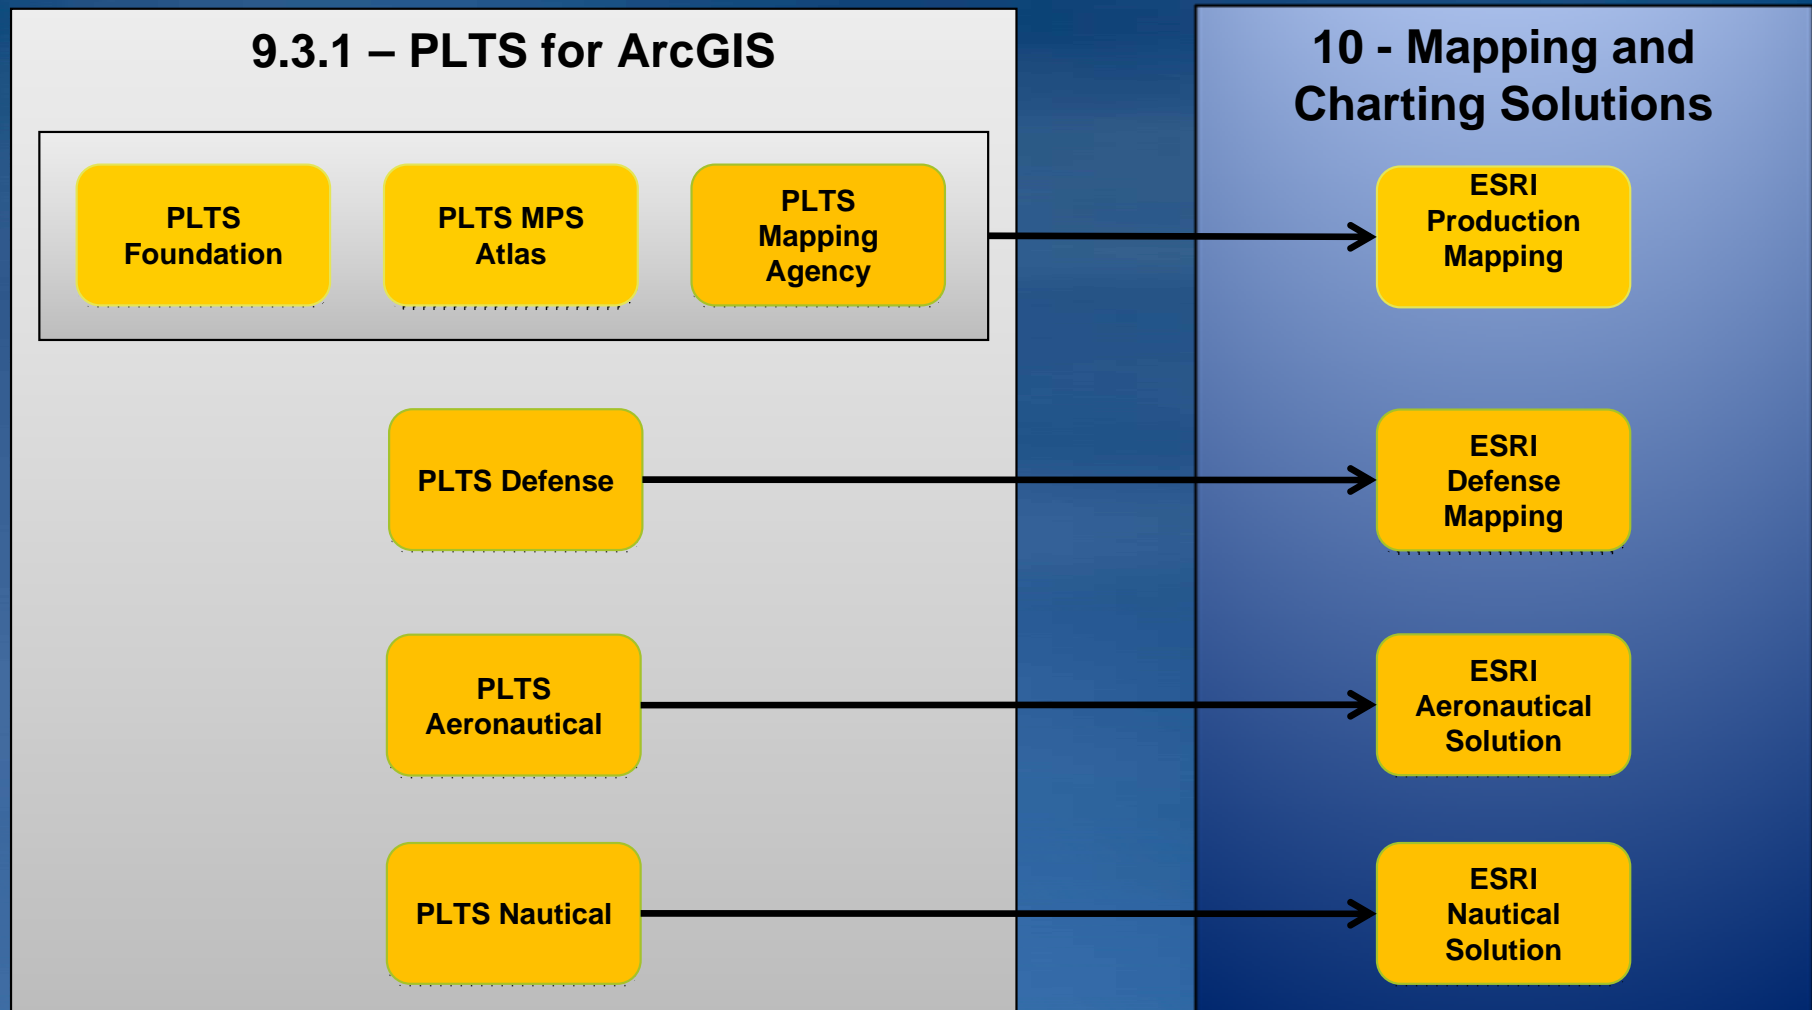 9.3.1 – PLTS for ArcGIS
10 - Mapping and
Charting Solutions
PLTS
Foundation
PLTS MPS
Atlas
PLTS
Mapping
Agency
ESRI
Production
Mapping
PLTS Defense
ESRI
Defense
Mapping
PLTS
Aeronautical
ESRI
Aeronautical
Solution
PLTS Nautical
ESRI
Nautical
Solution